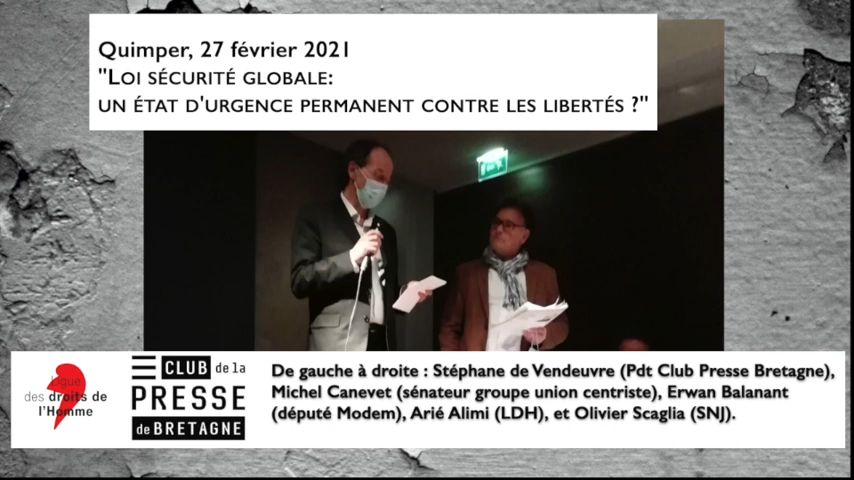 Quimper, 27 février 2021
"Loi sécurité globale:
un état d'urgence permanent contre les libertés ?"
ligue
des droits de
l'Homme
CLUB de la
PRESSE
de BRETAGNE
De gauche à droite : Stéphane de Vendeuvre (Pdt Club Presse Bretagne),
Michel Canevet (sénateur groupe union centriste), Erwan Balanant
(député Modem), Arié Alimi (LDH), et Olivier Scaglia (SNJ).